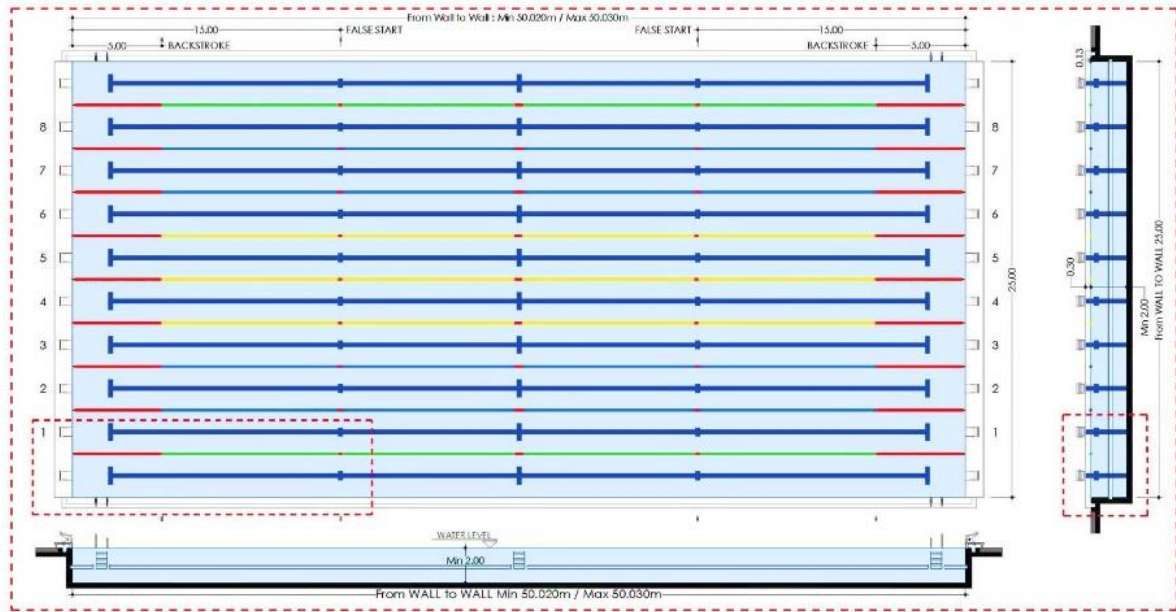 From Wall to Wall : Min 50.020m / Max 50.030m
15.00 FALSE START FALSE START 15.00
5.00 BACKSTROKE BACKSTROKE 5.00
0.13
8 8
7 7
6 6
5 5
0.30
25.00
4 4
Min 2.00
From WALL TO WALL 25.00
3 3
2 2
1 1
WATER LEVEL
Min 2.00
From WALL to WALL Min 50.020m / Max 50.030m